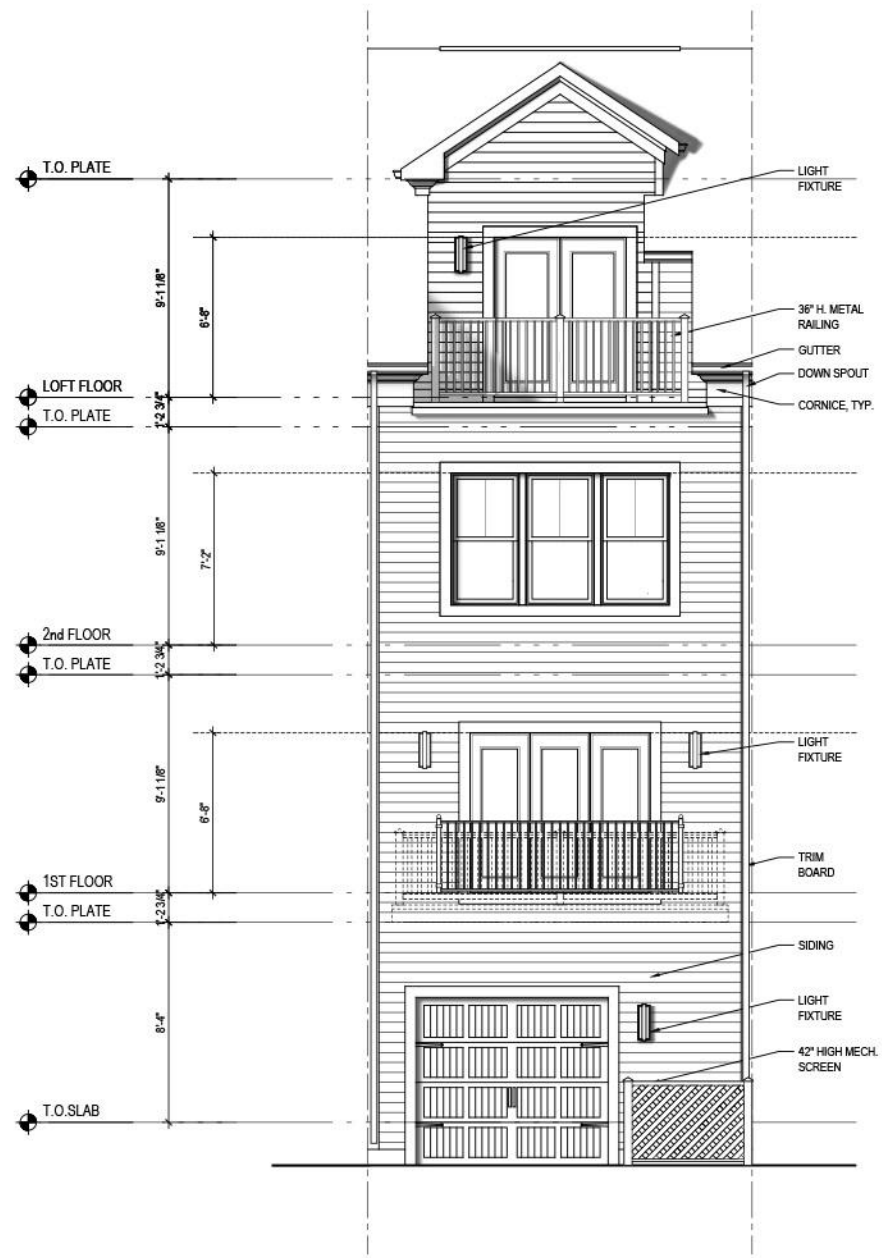 T.O. PLATE
LIGHT
FIXTURE
9'-1 1/8"
6'-8"
36" H. METAL
RAILING
GUTTER
DOWN SPOUT
LOFT FLOOR
CORNICE, TYP.
1'-2 3/4"
T.O. PLATE
9'-1 1/8"
7'-2"
2nd FLOOR
1'-2 3/4"
T.O. PLATE
LIGHT
FIXTURE
9'-1 1/8"
6'-8"
TRIM
BOARD
1ST FLOOR
1'-2 3/4"
T.O. PLATE
SIDING
LIGHT
FIXTURE
8'-4"
42" HIGH MECH.
SCREEN
T.O.SLAB